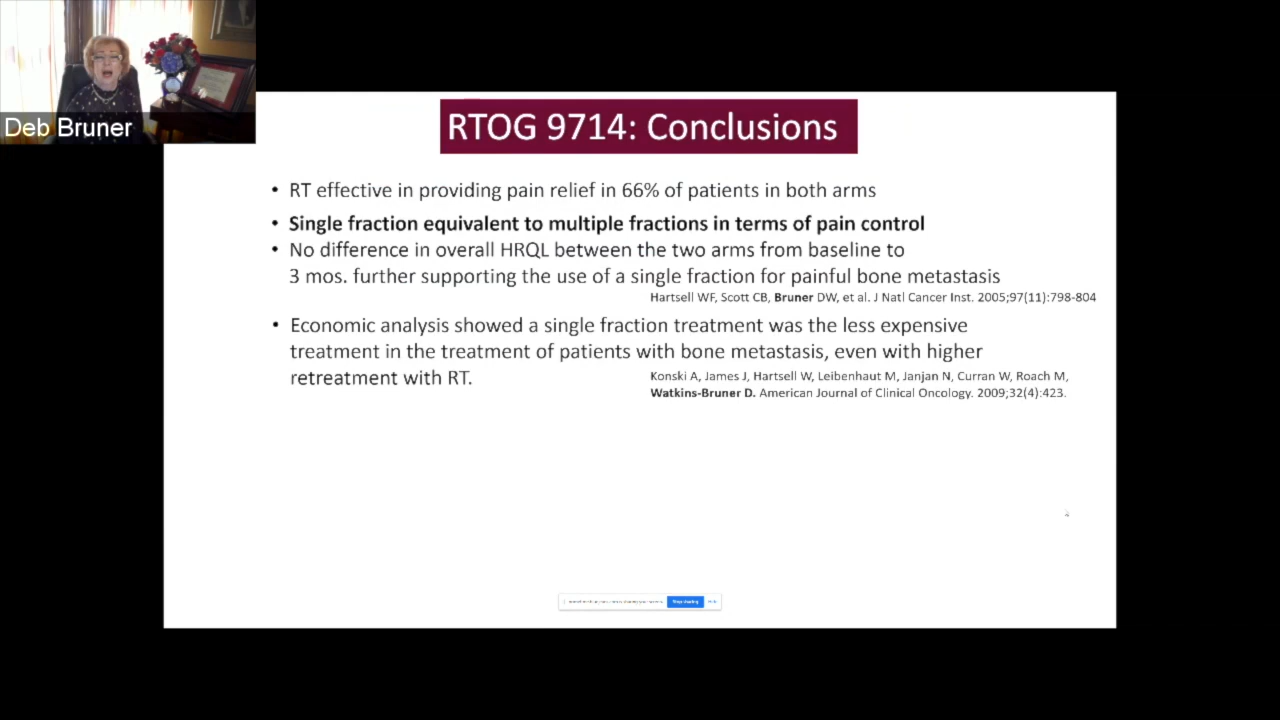 Deb Bruner
RTOG 9714: Conclusions
• RT effective in providing pain relief in 66% of patients in both arms
• Single fraction equivalent to multiple fractions in terms of pain control
• No difference in overall HRQL between the two arms from baseline to
3 mos. further supporting the use of a single fraction for painful bone metastasis
Hartsell WF, Scott CB, Bruner DW, et al. J Natl Cancer Inst. 2005;97(11):798-804
• Economic analysis showed a single fraction treatment was the less expensive
treatment in the treatment of patients with bone metastasis, even with higher
retreatment with RT.
Konski A, James J, Hartsell W, Leibenhaut M, Janjan N, Curran W, Roach M,
Watkins-Bruner D. American Journal of Clinical Oncology. 2009;32(4):423.
Stop sharing